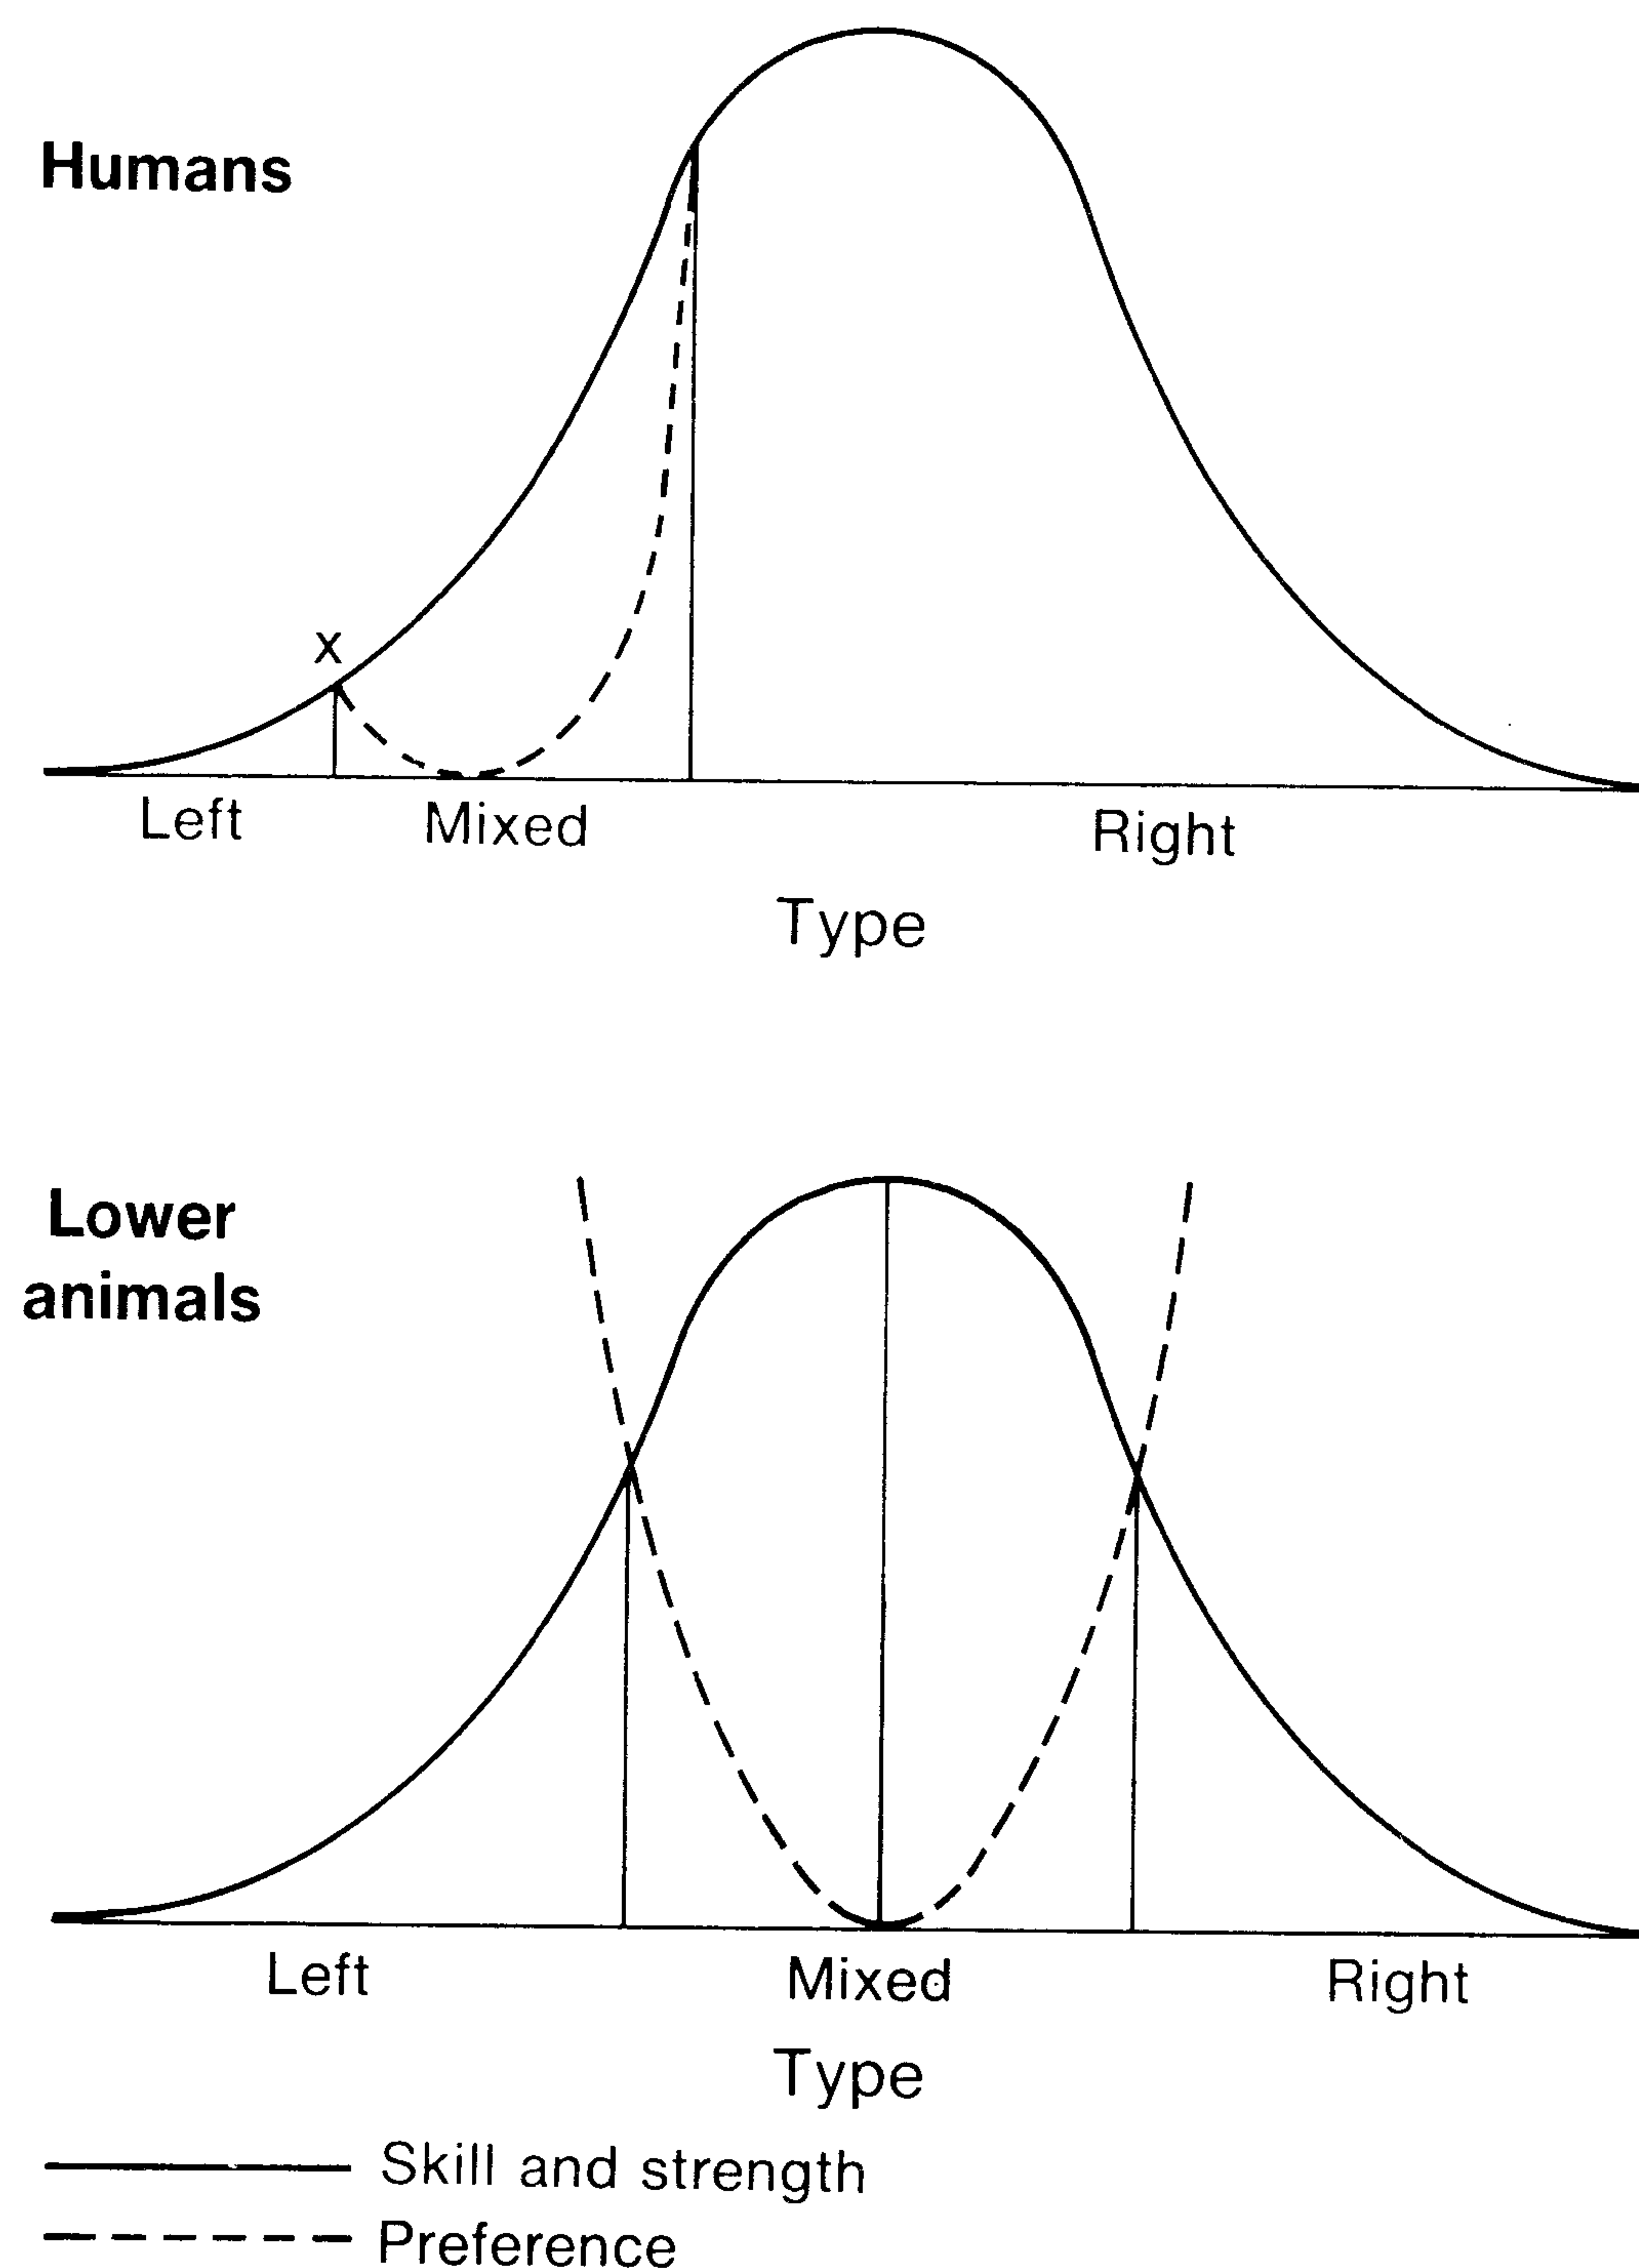 Humans
x
Left Mixed Right
Type
Lower
animals
Left Mixed Right
Type
Skill and strength
Preference